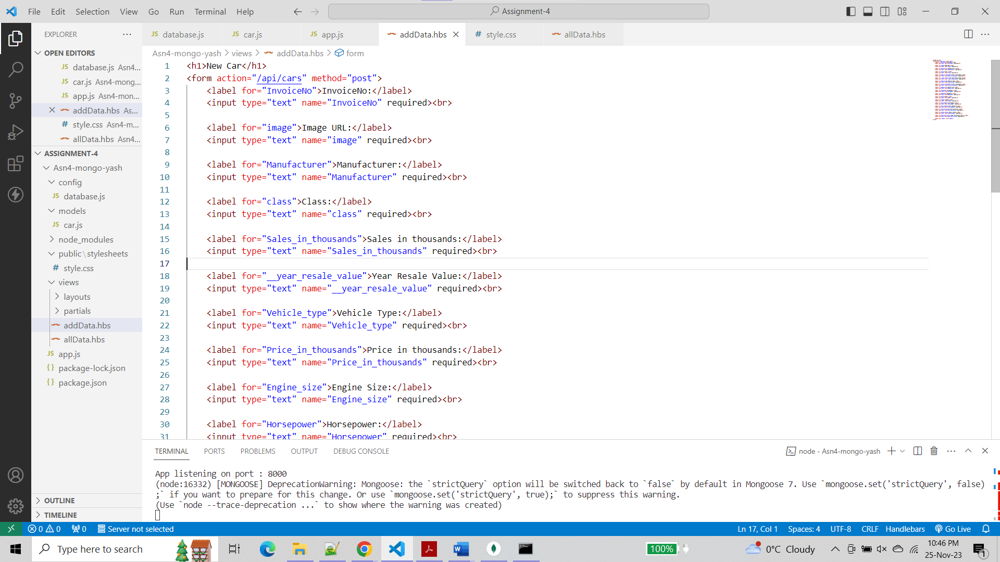 File Edit Selection View Go Run Terminal Help
Assignment-4
EXPLORER
JS database.js
JS car.js
JS app.js
addData.hbs
# style.css
allData.hbs
OPEN EDITORS
JS database.js Asn4...
JS car.js Asn4-mong...
JS app.js Asn4-mon...
addData.hbs As...
# style.css Asn4-m...
allData.hbs Asn4...
ASSIGNMENT-4
Asn4-mongo-yash
config
JS database.js
models
JS car.js
node_modules
public\stylesheets
# style.css
views
layouts
partials
addData.hbs
allData.hbs
JS app.js
{} package-lock.json
{} package.json
OUTLINE
TIMELINE
Asn4-mongo-yash > views > addData.hbs > form
1 <h1>New Car</h1>
2 <form action="/api/cars" method="post">
3 <label for="InvoiceNo">InvoiceNo:</label>
4 <input type="text" name="InvoiceNo" required><br>
5
6 <label for="image">Image URL:</label>
7 <input type="text" name="image" required><br>
8
9 <label for="Manufacturer">Manufacturer:</label>
10 <input type="text" name="Manufacturer" required><br>
11
12 <label for="class">Class:</label>
13 <input type="text" name="class" required><br>
14
15 <label for="Sales_in_thousands">Sales in thousands:</label>
16 <input type="text" name="Sales_in_thousands" required><br>
17
18 <label for="__year_resale_value">Year Resale Value:</label>
19 <input type="text" name="__year_resale_value" required><br>
20
21 <label for="Vehicle_type">Vehicle Type:</label>
22 <input type="text" name="Vehicle_type" required><br>
23
24 <label for="Price_in_thousands">Price in thousands:</label>
25 <input type="text" name="Price_in_thousands" required><br>
26
27 <label for="Engine_size">Engine Size:</label>
28 <input type="text" name="Engine_size" required><br>
29
30 <label for="Horsepower">Horsepower:</label>
31 <input type="text" name="Horsepower" required><br>
TERMINAL PORTS PROBLEMS OUTPUT DEBUG CONSOLE
node - Asn4-mongo-yash
App listening on port : 8000
(node:16332) [MONGOOSE] DeprecationWarning: Mongoose: the `strictQuery` option will be switched back to `false` by default in Mongoose 7. Use `mongoose.set('strictQuery', false)
;` if you want to prepare for this change. Or use `mongoose.set('strictQuery', true);` to suppress this warning.
(Use `node --trace-deprecation ...` to show where the warning was created)
0 0 0 Server not selected
Ln 17, Col 1 Spaces: 4 UTF-8 CRLF Handlebars Go Live
Type here to search
100%
0°C Cloudy
10:46 PM
25-Nov-23
1